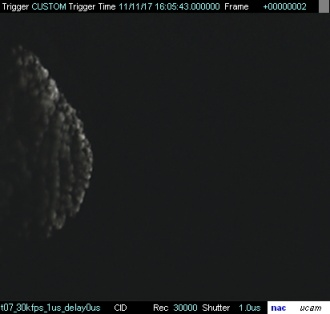 Trigger CUSTOM Trigger Time 11/11/17 16:05:43.000000 Frame +00000002
t07_30kfps_1us_delay0us CID Rec 30000 Shutter 1.0us nac ucam